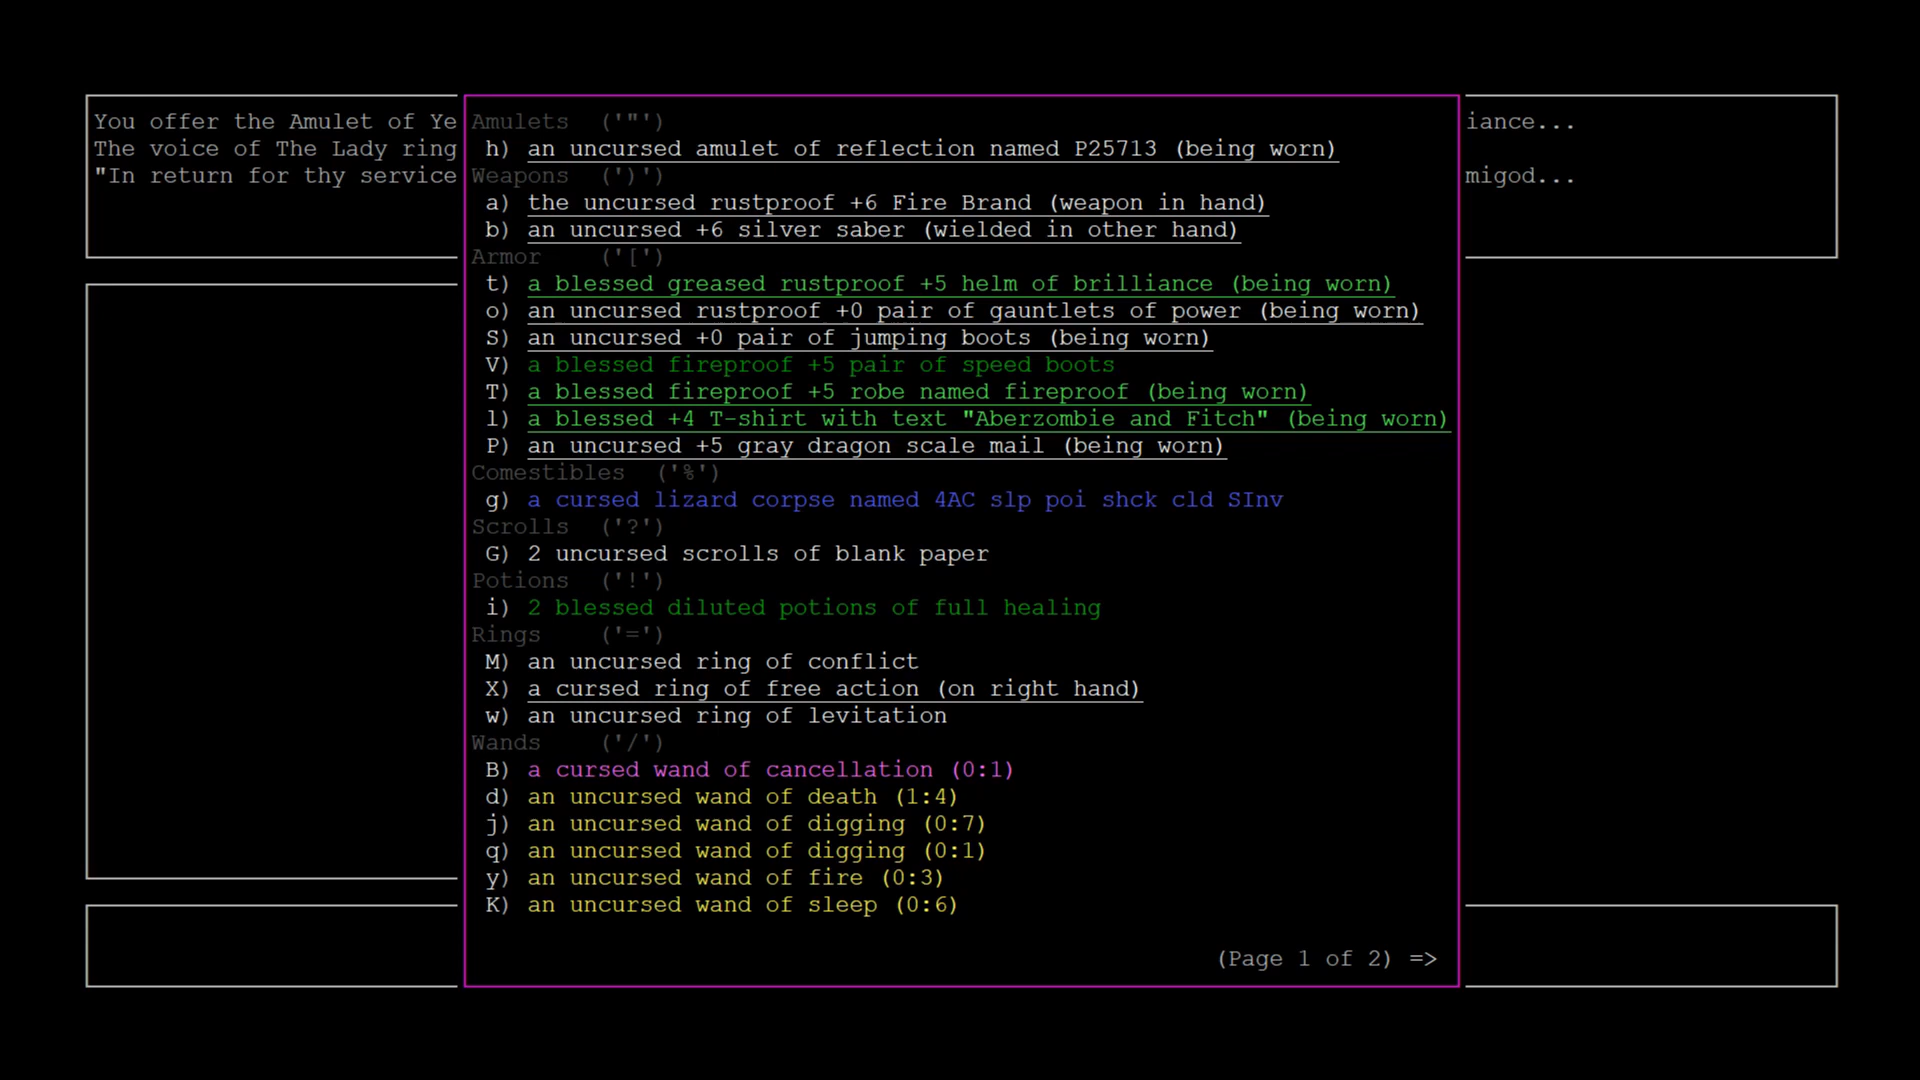 You offer the Amulet of Ye
The voice of The Lady ring
"In return for thy service
iance...
migod...
Amulets ('"')
h) an uncursed amulet of reflection named P25713 (being worn)
Weapons (')')
a) the uncursed rustproof +6 Fire Brand (weapon in hand)
b) an uncursed +6 silver saber (wielded in other hand)
Armor ('[')
t) a blessed greased rustproof +5 helm of brilliance (being worn)
o) an uncursed rustproof +0 pair of gauntlets of power (being worn)
S) an uncursed +0 pair of jumping boots (being worn)
V) a blessed fireproof +5 pair of speed boots
T) a blessed fireproof +5 robe named fireproof (being worn)
l) a blessed +4 T-shirt with text "Aberzombie and Fitch" (being worn)
P) an uncursed +5 gray dragon scale mail (being worn)
Comestibles ('%')
g) a cursed lizard corpse named 4AC slp poi shck cld SInv
Scrolls ('?')
G) 2 uncursed scrolls of blank paper
Potions ('!')
i) 2 blessed diluted potions of full healing
Rings ('=')
M) an uncursed ring of conflict
X) a cursed ring of free action (on right hand)
w) an uncursed ring of levitation
Wands ('/')
B) a cursed wand of cancellation (0:1)
d) an uncursed wand of death (1:4)
j) an uncursed wand of digging (0:7)
q) an uncursed wand of digging (0:1)
y) an uncursed wand of fire (0:3)
K) an uncursed wand of sleep (0:6)
(Page 1 of 2) =>